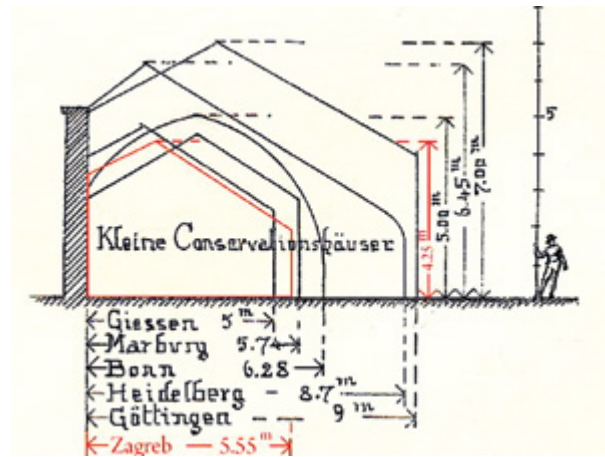 5
7.00 m
6.45 m
5.00 m
4.25 m
Kleine Conservationshäuser
Giessen 5 m
Marburg 5.74
Bonn 6.28
Heidelberg - 8.7 m
Göttingen - - 9 m
Zagreb — 5.55 m